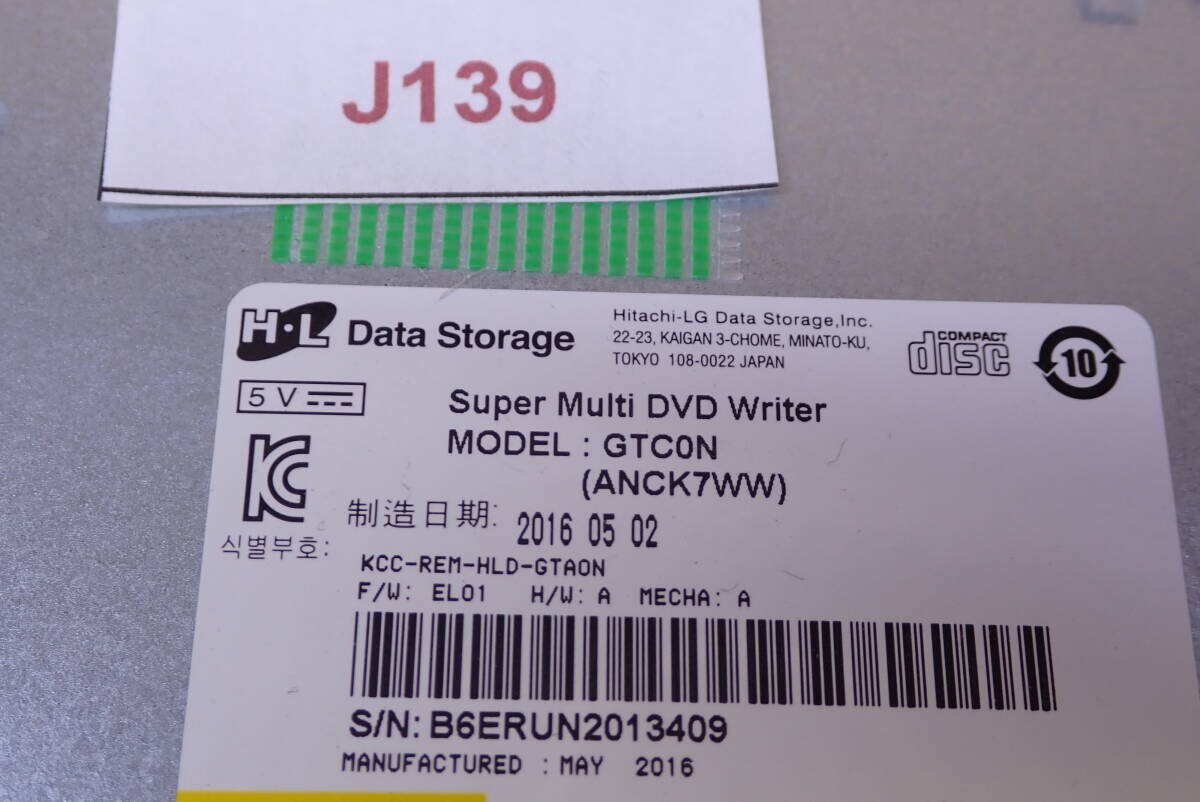 J139
H·L Data Storage
Hitachi-LG Data Storage,Inc.
22-23, KAIGAN 3-CHOME, MINATO-KU,
TOKYO 108-0022 JAPAN
COMPACT
disc
10
5 V
Super Multi DVD Writer
MODEL : GTC0N
(ANCK7WW)
制造日期: 2016 05 02
식별부호:
KCC-REM-HLD-GTA0N
F/W: EL01 H/W: A MECHA: A
S/N: B6ERUN2013409
MANUFACTURED : MAY 2016